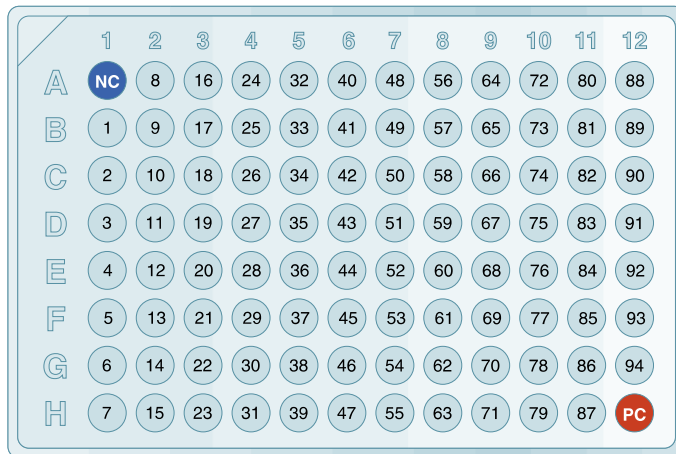 1 2 3 4 5 6 7 8 9 10 11 12
A NC 8 16 24 32 40 48 56 64 72 80 88
B 1 9 17 25 33 41 49 57 65 73 81 89
C 2 10 18 26 34 42 50 58 66 74 82 90
D 3 11 19 27 35 43 51 59 67 75 83 91
E 4 12 20 28 36 44 52 60 68 76 84 92
F 5 13 21 29 37 45 53 61 69 77 85 93
G 6 14 22 30 38 46 54 62 70 78 86 94
H 7 15 23 31 39 47 55 63 71 79 87 PC